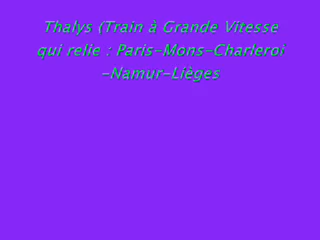 Thalys (Train à Grande Vitesse
qui relie : Paris-Mons-Charleroi
-Namur-Lièges